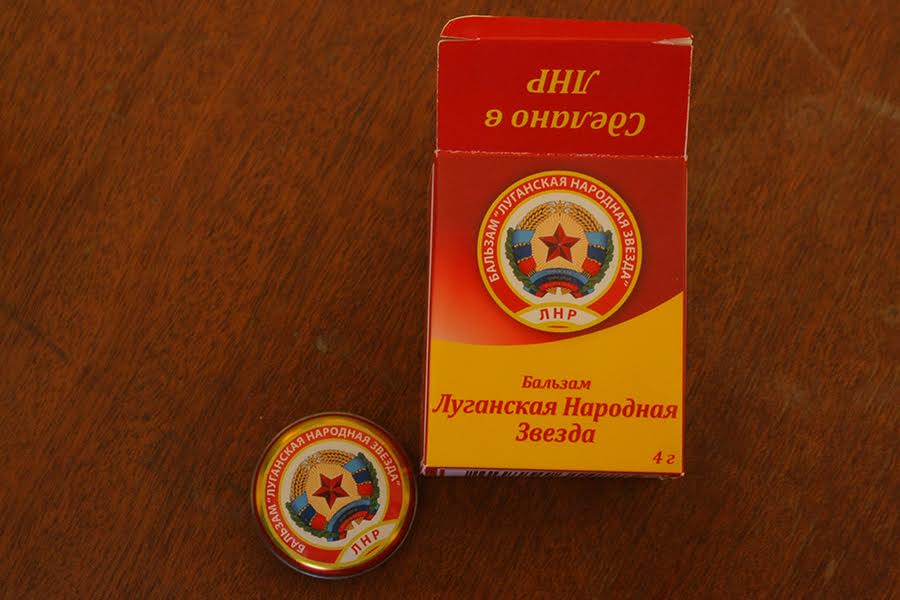 Сделано в
ЛНР
БАЛЬЗАМ "ЛУГАНСКАЯ НАРОДНАЯ ЗВЕЗДА"
ЛНР
Бальзам
Луганская Народная
Звезда
4 г
БАЛЬЗАМ "ЛУГАНСКАЯ НАРОДНАЯ ЗВЕЗДА"
ЛНР